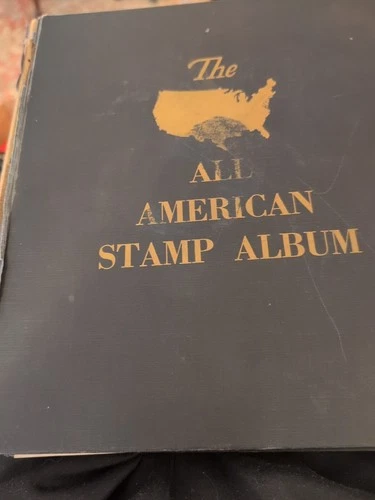 The
ALL
AMERICAN
STAMP ALBUM